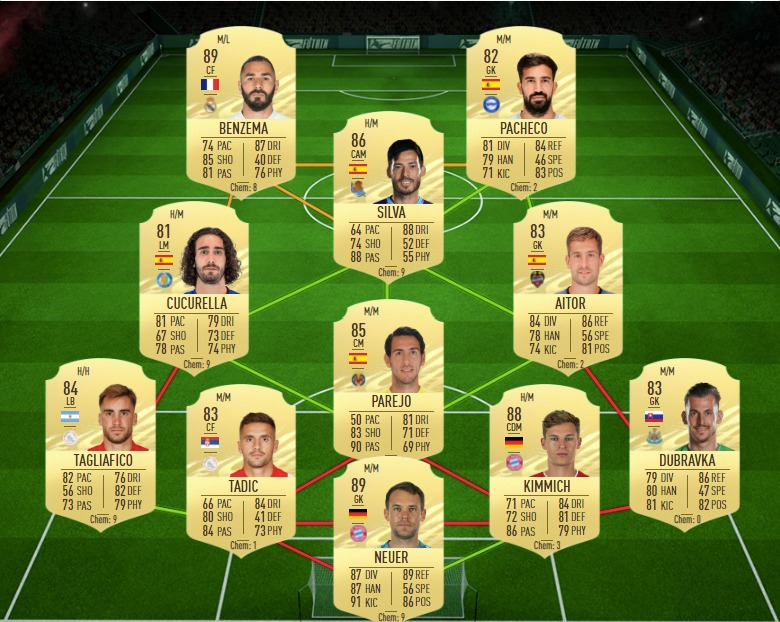 M/L
89
CF
BENZEMA
74 PAC 87 DRI
85 SHO 40 DEF
81 PAS 76 PHY
Chem: 8
M/M
82
GK
PACHECO
81 DIV 84 REF
79 HAN 46 SPE
71 KIC 83 POS
Chem: 2
H/M
86
CAM
SILVA
64 PAC 88 DRI
74 SHO 52 DEF
88 PAS 55 PHY
Chem: 9
H/M
81
LM
CUCURELLA
81 PAC 79 DRI
67 SHO 73 DEF
78 PAS 74 PHY
Chem: 9
M/M
83
GK
AITOR
84 DIV 86 REF
78 HAN 56 SPE
74 KIC 81 POS
Chem: 2
M/M
85
CM
PAREJO
50 PAC 81 DRI
83 SHO 71 DEF
90 PAS 69 PHY
H/H
84
LB
TAGLIAFICO
82 PAC 76 DRI
56 SHO 82 DEF
73 PAS 79 PHY
Chem: 9
M/M
83
CF
TADIC
66 PAC 84 DRI
80 SHO 41 DEF
84 PAS 73 PHY
Chem: 1
H/M
88
CDM
KIMMICH
71 PAC 84 DRI
72 SHO 81 DEF
86 PAS 79 PHY
Chem: 3
M/M
83
GK
DUBRAVKA
79 DIV 86 REF
80 HAN 47 SPE
81 KIC 82 POS
Chem: 0
M/M
89
GK
NEUER
87 DIV 89 REF
87 HAN 56 SPE
91 KIC 86 POS
Chem: 9